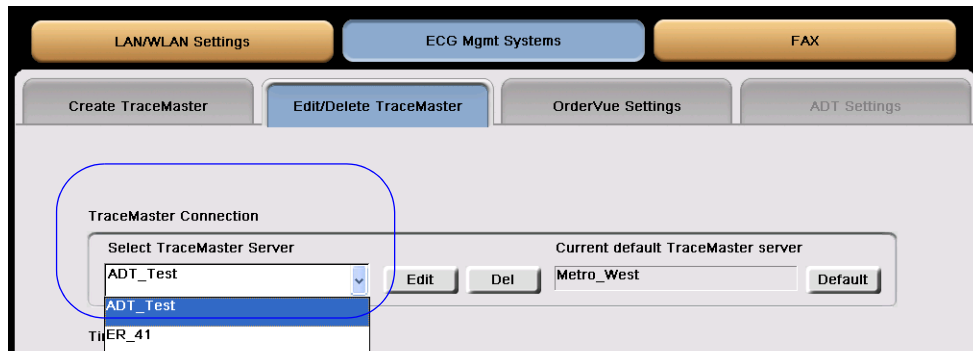 LAN/WLAN Settings ECG Mgmt Systems FAX
Create TraceMaster Edit/Delete TraceMaster OrderVue Settings ADT Settings
TraceMaster Connection
Select TraceMaster Server Current default TraceMaster server
ADT_Test Edit Del Metro_West Default
ADT_Test
ER_41